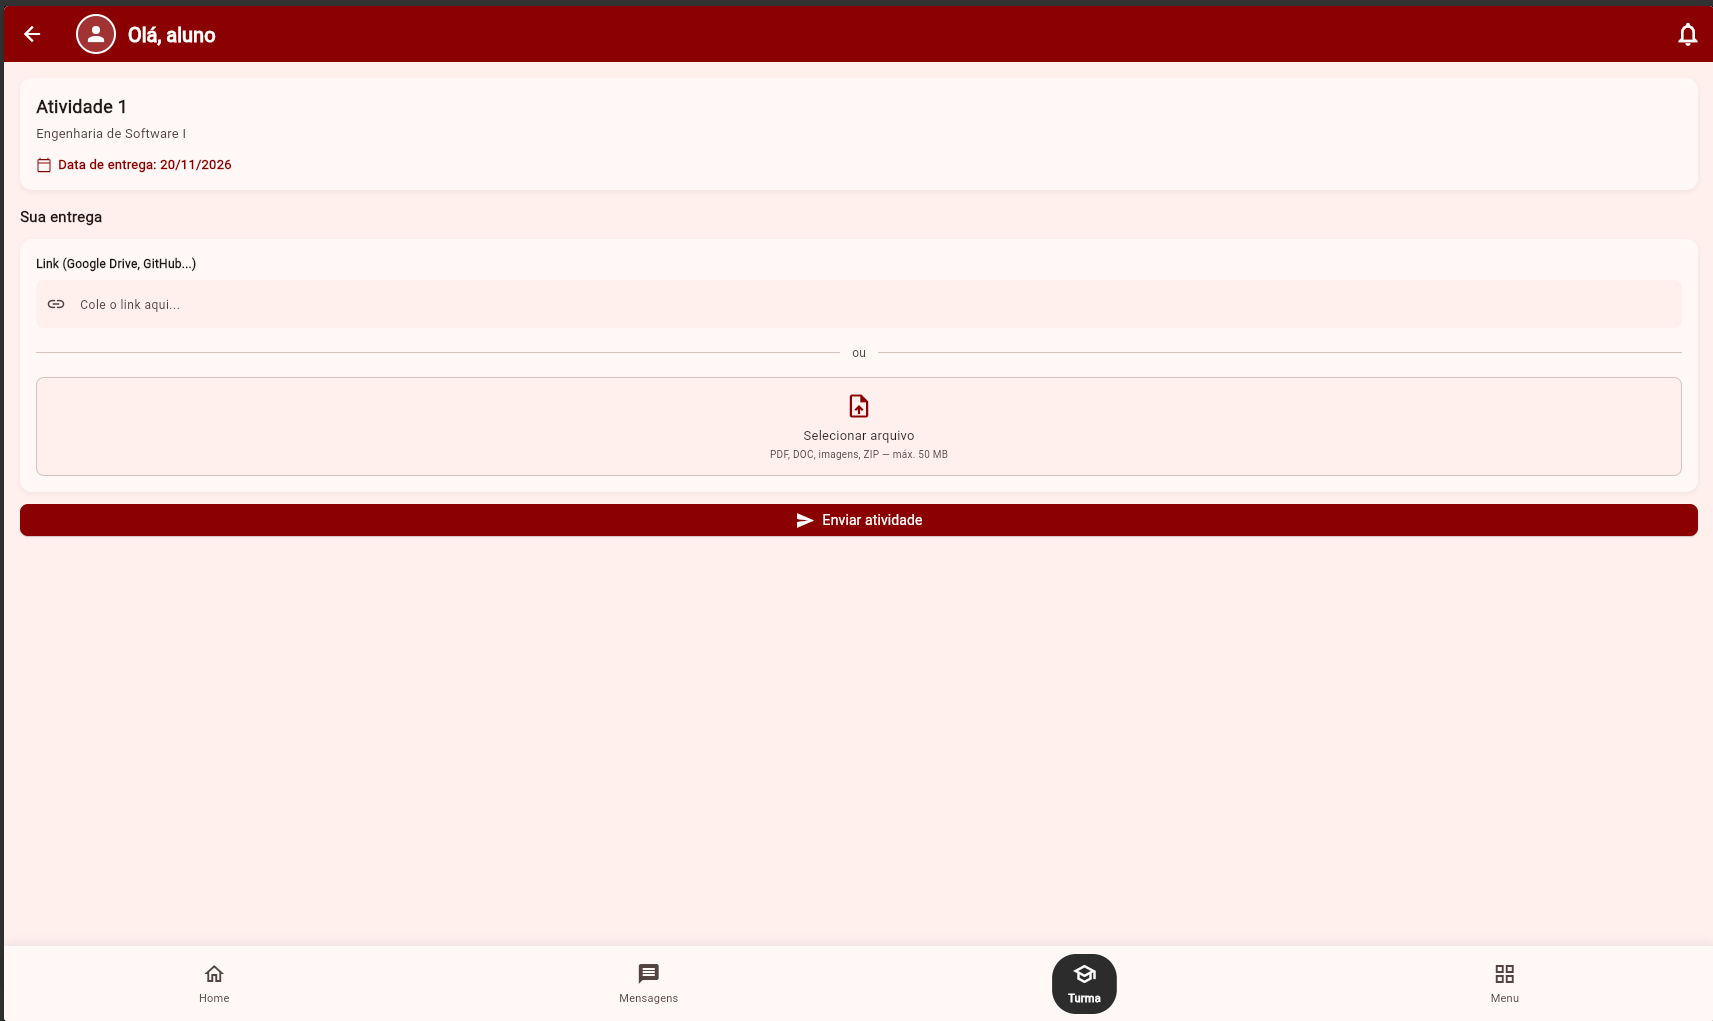 Olá, aluno
Atividade 1
Engenharia de Software I
Data de entrega: 20/11/2026
Sua entrega
Link (Google Drive, GitHub...)
Cole o link aqui...
ou
Selecionar arquivo
PDF, DOC, imagens, ZIP — máx. 50 MB
Enviar atividade
Home
Mensagens
Turma
Menu